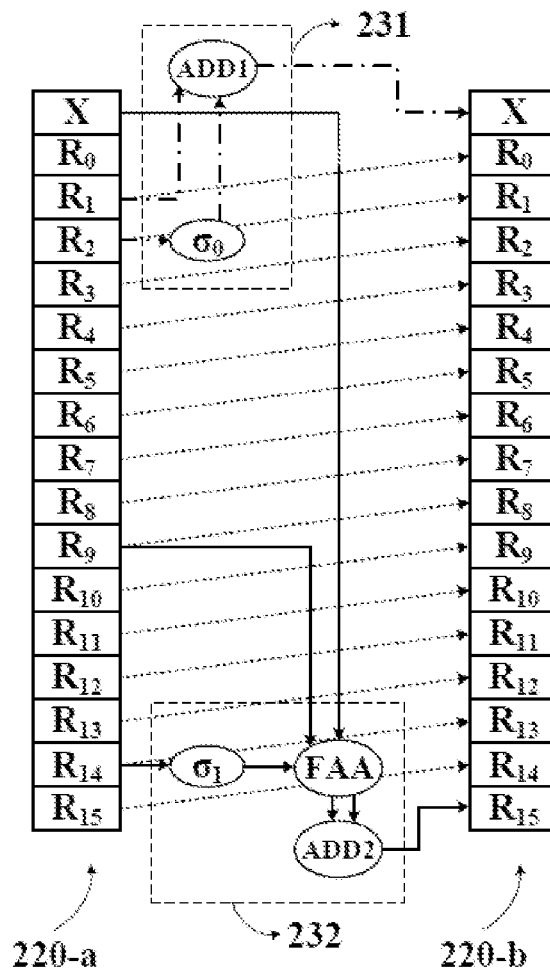 231
ADD1
X X
R₀ R₀
R₁ R₁
R₂ σ₀ R₂
R₃ R₃
R₄ R₄
R₅ R₅
R₆ R₆
R₇ R₇
R₈ R₈
R₉ R₉
R₁₀ R₁₀
R₁₁ R₁₁
R₁₂ R₁₂
R₁₃ R₁₃
R₁₄ σ₁ FAA R₁₄
R₁₅ R₁₅
ADD2
220-a 232 220-b